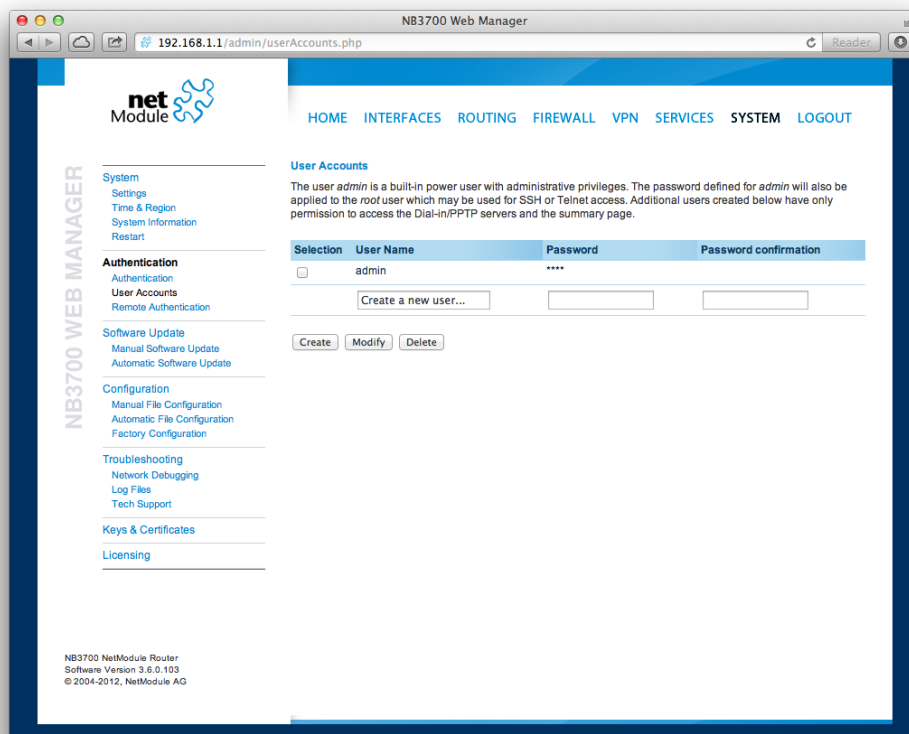 NB3700 Web Manager
192.168.1.1/admin/userAccounts.php
Reader
net
Module
HOME INTERFACES ROUTING FIREWALL VPN SERVICES SYSTEM LOGOUT
NB3700 WEB MANAGER
System
Settings
Time & Region
System Information
Restart
Authentication
Authentication
User Accounts
Remote Authentication
Software Update
Manual Software Update
Automatic Software Update
Configuration
Manual File Configuration
Automatic File Configuration
Factory Configuration
Troubleshooting
Network Debugging
Log Files
Tech Support
Keys & Certificates
Licensing
User Accounts
The user admin is a built-in power user with administrative privileges. The password defined for admin will also be
applied to the root user which may be used for SSH or Telnet access. Additional users created below have only
permission to access the Dial-in/PPTP servers and the summary page.
Selection User Name Password Password confirmation
admin ****
Create a new user...
Create Modify Delete
NB3700 NetModule Router
Software Version 3.6.0.103
© 2004-2012, NetModule AG